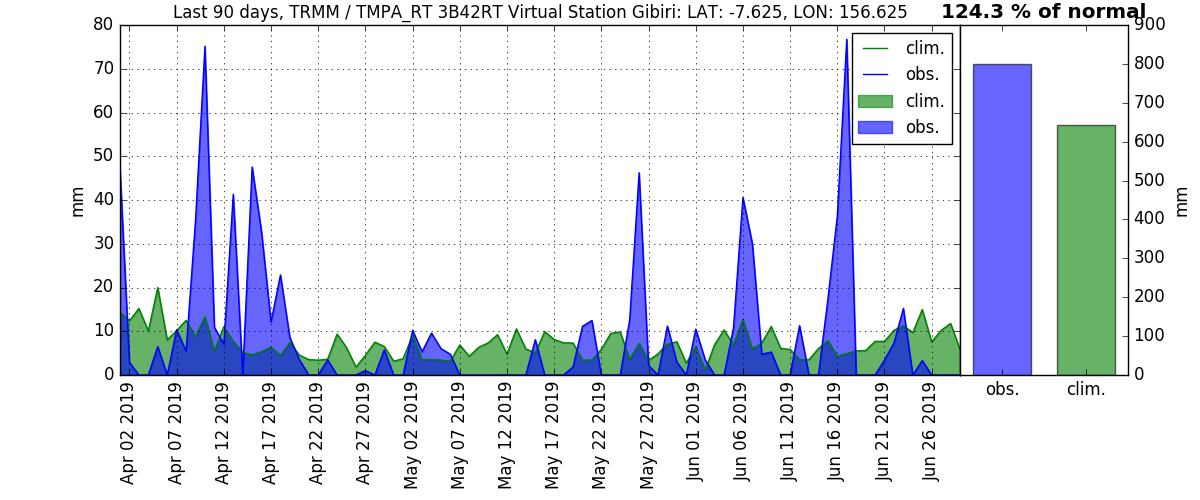 Last 90 days, TRMM / TMPA_RT 3B42RT Virtual Station Gibiri: LAT: -7.625, LON: 156.625
124.3 % of normal
80
70
60
50
40
30
20
10
0
mm
clim.
obs.
clim.
obs.
900
800
700
600
500
400
300
200
100
0
mm
obs.
clim.
Apr 02 2019
Apr 07 2019
Apr 12 2019
Apr 17 2019
Apr 22 2019
Apr 27 2019
May 02 2019
May 07 2019
May 12 2019
May 17 2019
May 22 2019
May 27 2019
Jun 01 2019
Jun 06 2019
Jun 11 2019
Jun 16 2019
Jun 21 2019
Jun 26 2019